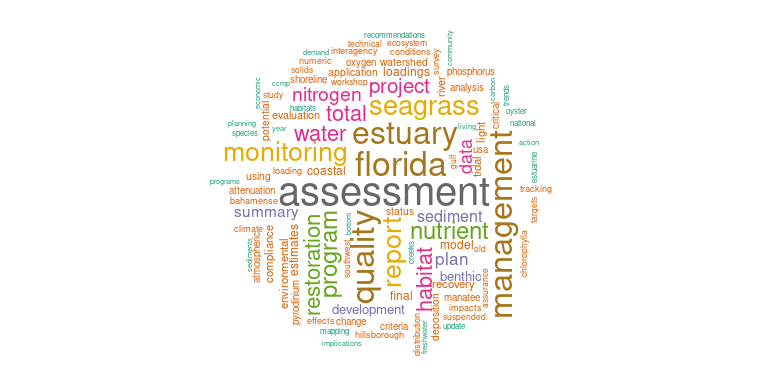 recommendations
community
technical ecosystem
demand interagency conditions
numeric oxygen watershed survey
solids application loadings phosphorus
economic ccmp shoreline workshop project river analysis carbon
study nitrogen seagrass trends
potential habitats total critical oyster
evaluation national
planning water estuary living light
species year action
monitoring florida data usa
gulf tidal estuarine
loading coastal
programs using
attenuation assessment management tracking
bahamense
summary status sediment targets
climate restoration program bottom quality report nutrient
sediments atmospheric compliance estimates southwest creeks habitat model old chlorophylla
plan
environmental benthic
pyrodinium recovery assurance
final manatee
development deposition impacts
effects change suspended
mapping criteria update
hillsborough distribution freshwater
implications